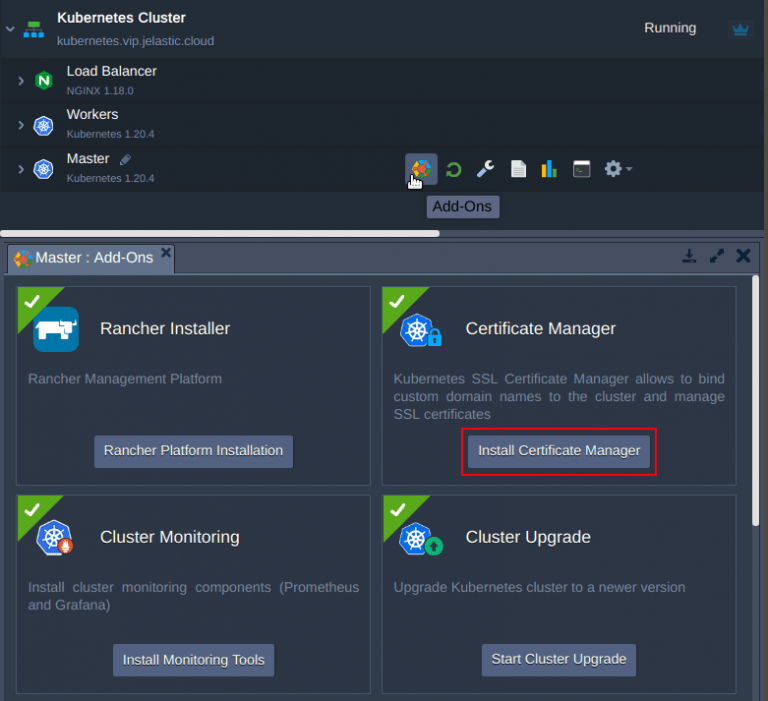 Kubernetes Cluster
kubernetes.vip.jelastic.cloud
Running
Load Balancer
NGINX 1.18.0
Workers
Kubernetes 1.20.4
Master
Kubernetes 1.20.4
Add-Ons
Master : Add-Ons
Rancher Installer
Rancher Management Platform
Rancher Platform Installation
Certificate Manager
Kubernetes SSL Certificate Manager allows to bind
custom domain names to the cluster and manage
SSL certificates
Install Certificate Manager
Cluster Monitoring
Install cluster monitoring components (Prometheus
and Grafana)
Install Monitoring Tools
Cluster Upgrade
Upgrade Kubernetes cluster to a newer version
Start Cluster Upgrade